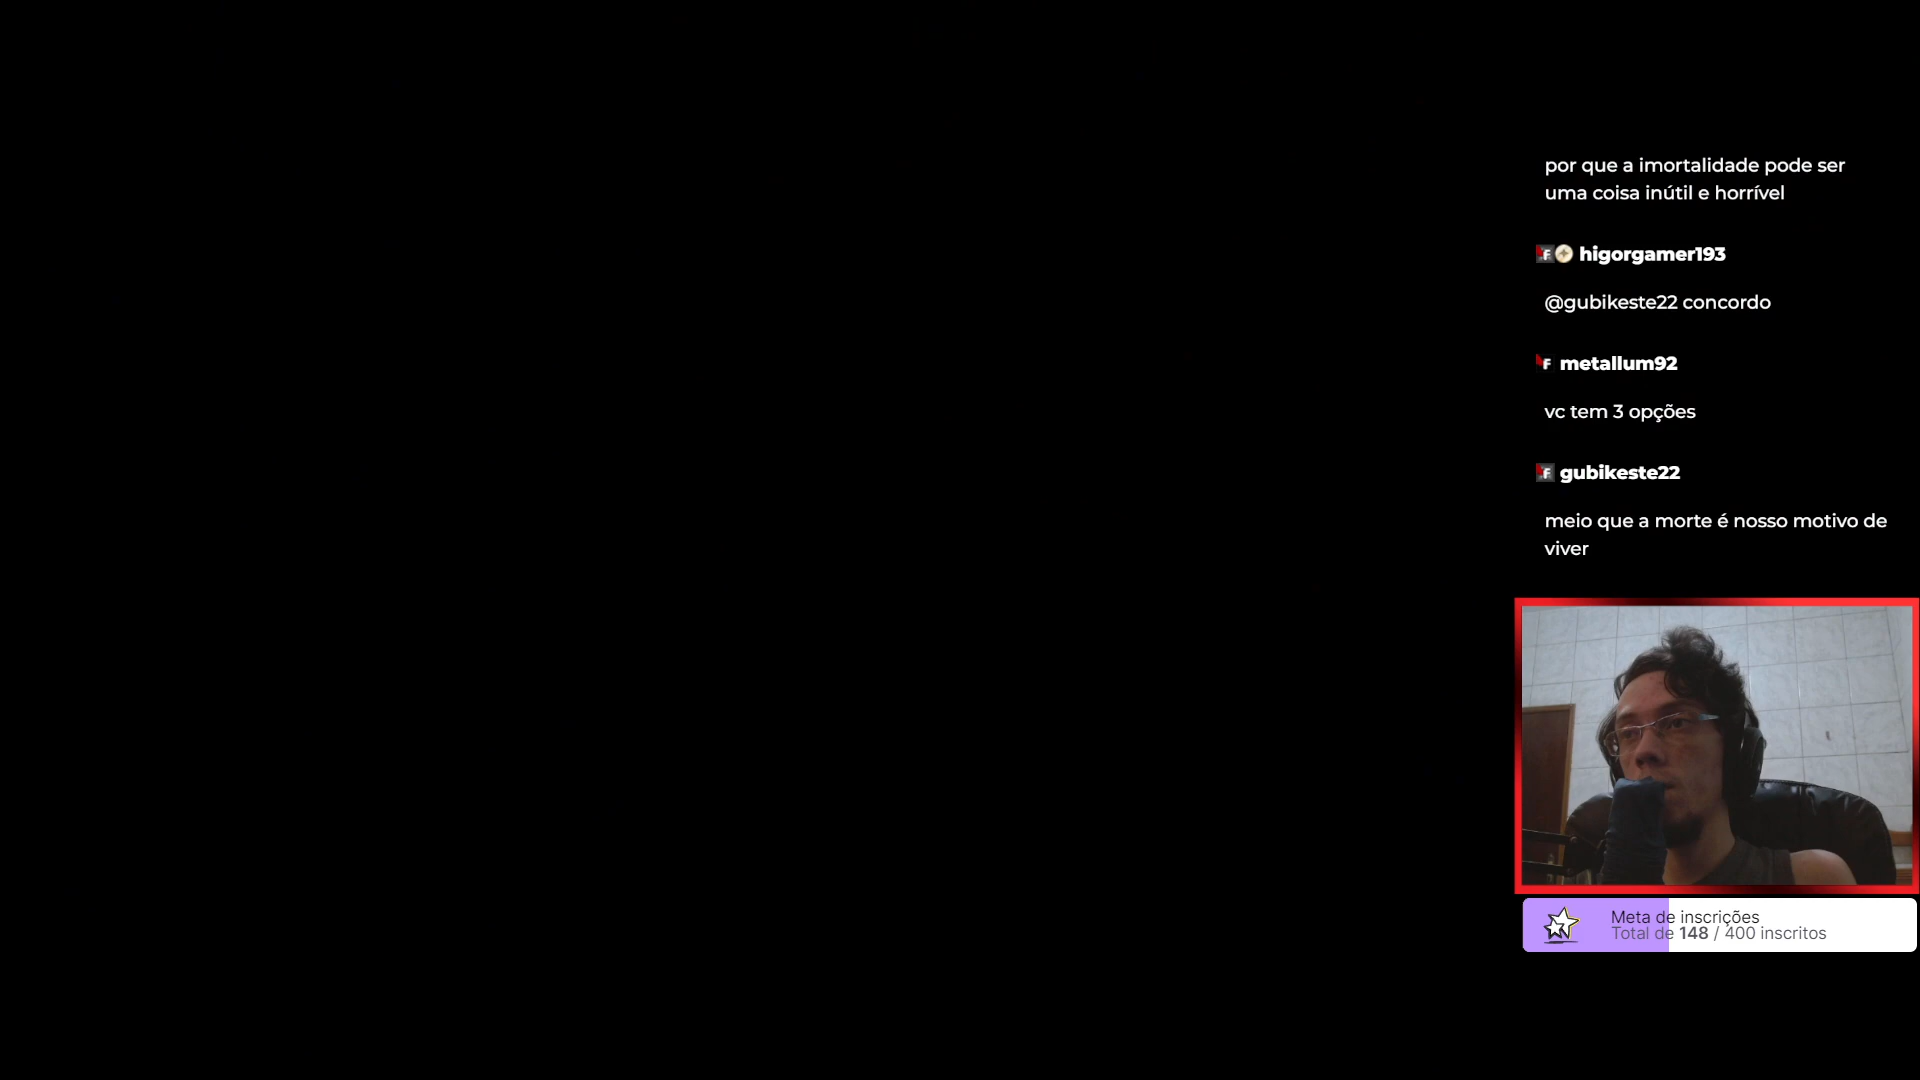 por que a imortalidade pode ser
uma coisa inútil e horrível
higorgamer193
@gubikeste22 concordo
metallum92
vc tem 3 opções
gubikeste22
meio que a morte é nosso motivo de
viver
Meta de inscrições
Total de 148 / 400 inscritos